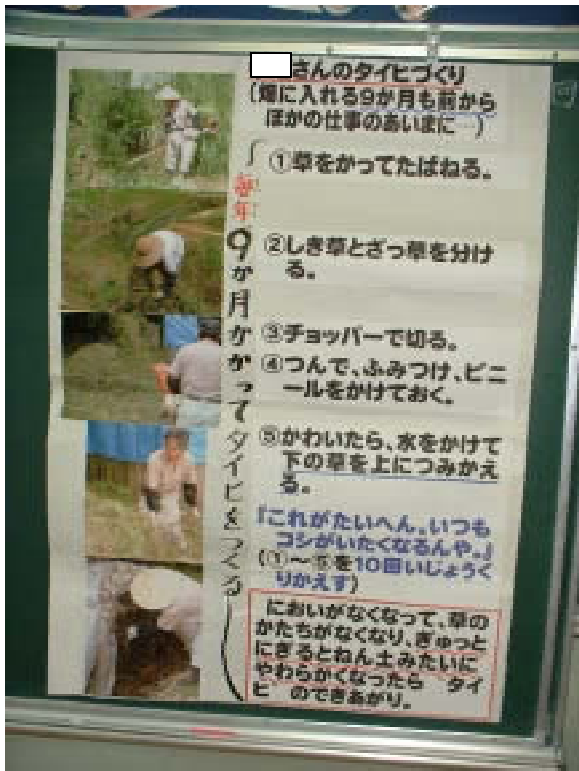 さんのタイヒづくり
(畑に入れる9か月も前から
ほかの仕事のあいまに…)
①草をかってたばねる。
②しき草とざっ草を分け
る。
③チョッパーで切る。
④つんで、ふみつけ、ビニ
ールをかけておく。
⑤かわいたら、水をかけて
下の草を上につみかえ
る。
「これがたいへん。いつも
コシがいたくなるんや。」
(①〜⑤を10回いじょうく
りかえす)
においがなくなって、草の
かたちがなくなり、ぎゅっと
にぎるとねん土みたいに
やわらかくなったら　タイ
ヒ　のできあがり。
毎年9か月かかってタイヒをつくる